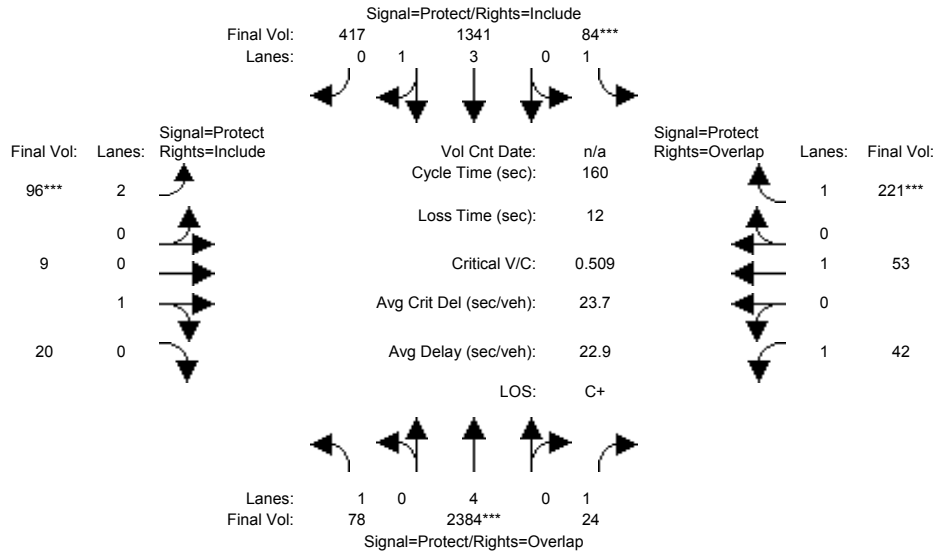 Signal=Protect/Rights=Include
Final Vol: 417 1341 84***
Lanes: 0 1 3 0 1
Signal=Protect Signal=Protect
Final Vol: Lanes: Rights=Include Vol Cnt Date: n/a Rights=Overlap Lanes: Final Vol:
Cycle Time (sec): 160
96*** 2 1 221***
Loss Time (sec): 12
0 0
9 0 Critical V/C: 0.509 1 53
1 Avg Crit Del (sec/veh): 23.7 0
20 0 Avg Delay (sec/veh): 22.9 1 42
LOS: C+
Lanes: 1 0 4 0 1
Final Vol: 78 2384*** 24
Signal=Protect/Rights=Overlap